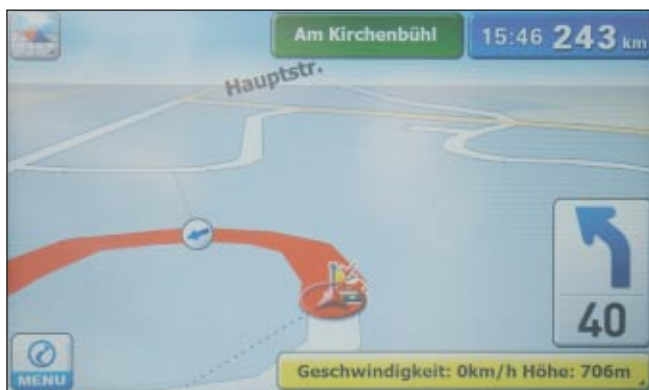 Am Kirchenbühl
15:46 243 km
Hauptstr.
40
MENU
Geschwindigkeit: 0km/h Höhe: 706m